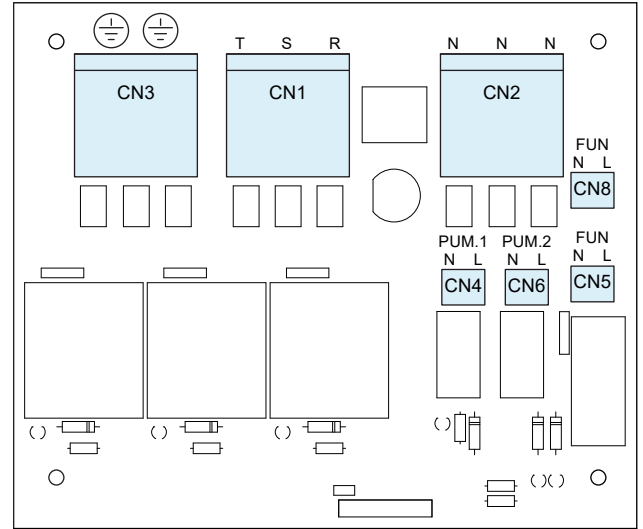 T S R
N N N
CN3
CN1
CN2
FUN
N L
CN8
PUM.1
N L
CN4
PUM.2
N L
CN6
FUN
N L
CN5